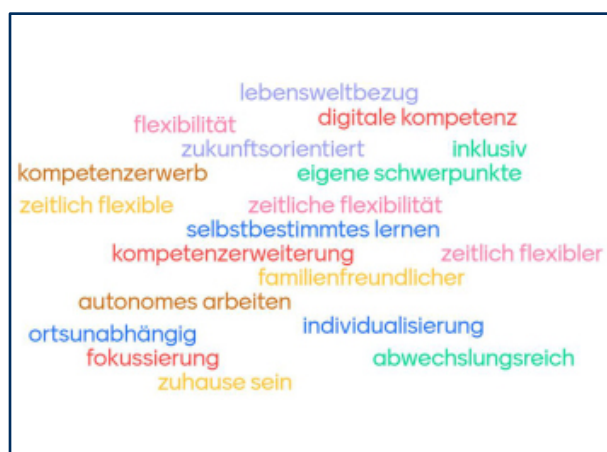 lebensweltbezug
flexibilität digitale kompetenz
zukunftsorientiert inklusiv
kompetenzerwerb eigene schwerpunkte
zeitlich flexible zeitliche flexibilität
selbstbestimmtes lernen
kompetenzerweiterung zeitlich flexibler
familienfreundlicher
autonomes arbeiten
ortsunabhängig individualisierung
fokussierung abwechslungsreich
zuhause sein